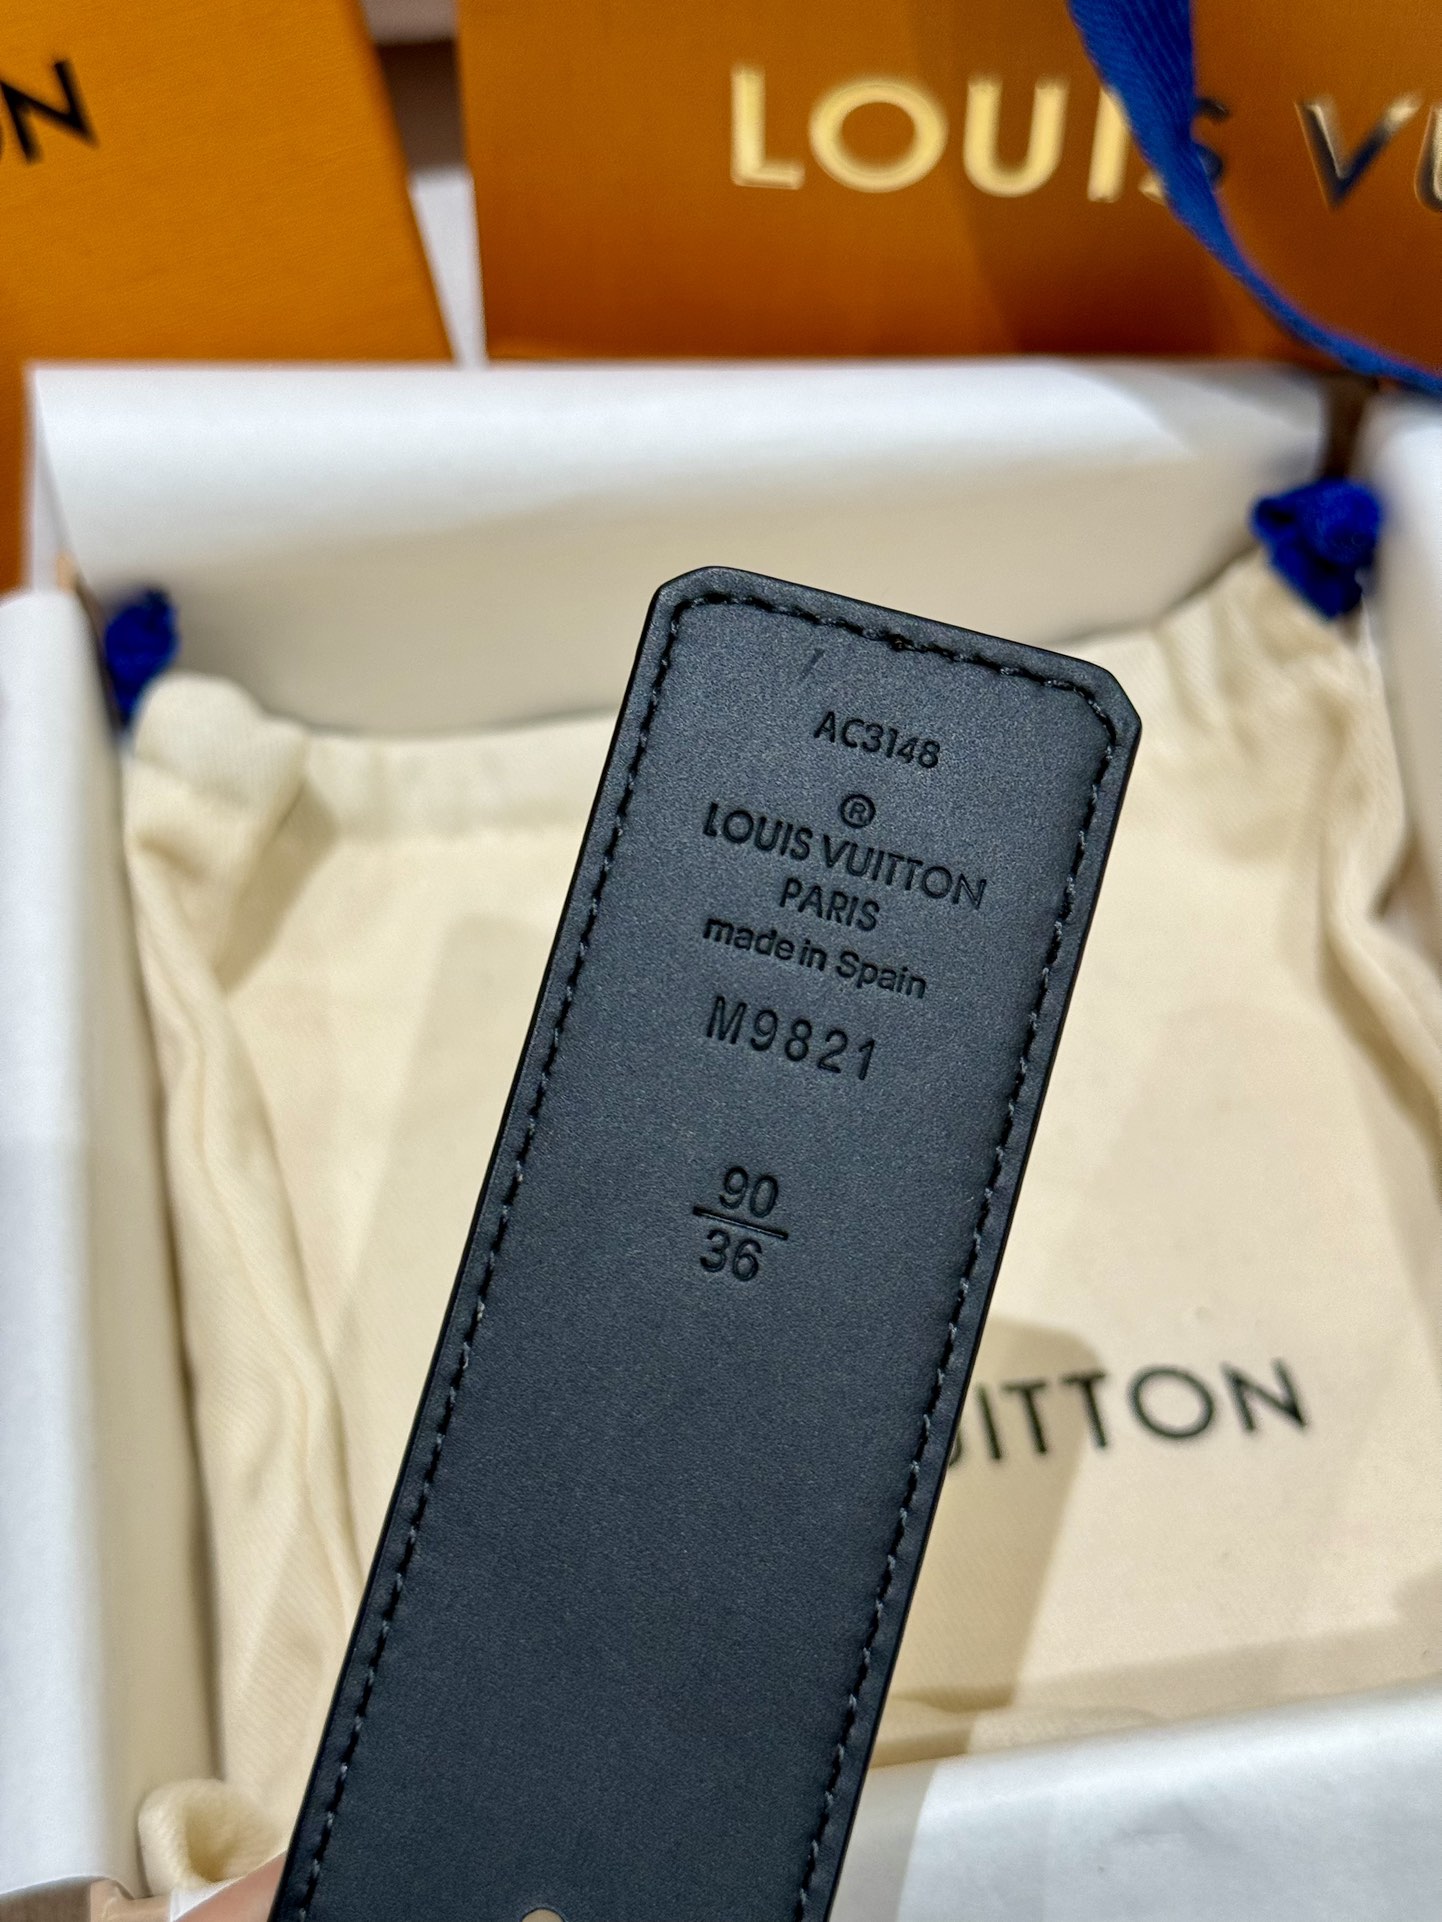 ON
LOUIS VU
AC3148
®
LOUIS VUITTON
PARIS
made in Spain
M9821
90
36
UITTON